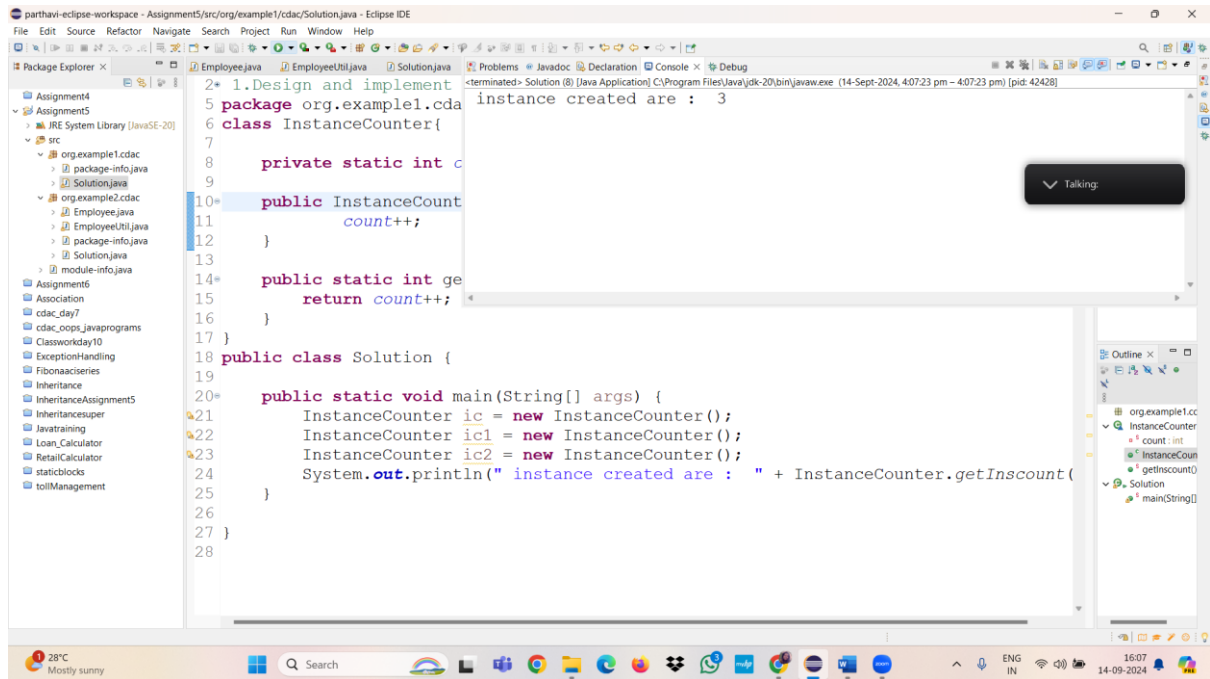 parthavi-eclipse-workspace - Assignment5/src/org/example1/cdac/Solution.java - Eclipse IDE
File Edit Source Refactor Navigate Search Project Run Window Help
Package Explorer
Employee.java EmployeeUtil.java Solution.java
Problems Javadoc Declaration Console Debug
<terminated> Solution (8) [Java Application] C:\Program Files\Java\jdk-20\bin\javaw.exe (14-Sept-2024, 4:07:23 pm – 4:07:23 pm) [pid: 42428]
instance created are : 3
Talking:
Assignment4
Assignment5
JRE System Library [JavaSE-20]
src
org.example1.cdac
package-info.java
Solution.java
org.example2.cdac
Employee.java
EmployeeUtil.java
package-info.java
Solution.java
module-info.java
Assignment6
Association
cdac_day7
cdac_oops_javaprograms
Classworkday10
ExceptionHandling
Fibonaaciseries
Inheritance
InheritanceAssignment5
Inheritancesuper
Javatraining
Loan_Calculator
RetailCalculator
staticblocks
tollManagement
2 1.Design and implement
5 package org.example1.cda
6 class InstanceCounter{
7
8 private static int c
9
10 public InstanceCount
11 count++;
12 }
13
14 public static int ge
15 return count++;
16 }
17 }
18 public class Solution {
19
20 public static void main(String[] args) {
21 InstanceCounter ic = new InstanceCounter();
22 InstanceCounter ic1 = new InstanceCounter();
23 InstanceCounter ic2 = new InstanceCounter();
24 System.out.println(" instance created are : " + InstanceCounter.getInscount(
25 }
26
27 }
28
Outline
org.example1.cc
InstanceCounter
count : int
InstanceCoun
getInscount()
Solution
main(String[]
1
28°C
Mostly sunny
Search
3
ENG
IN
16:07
14-09-2024